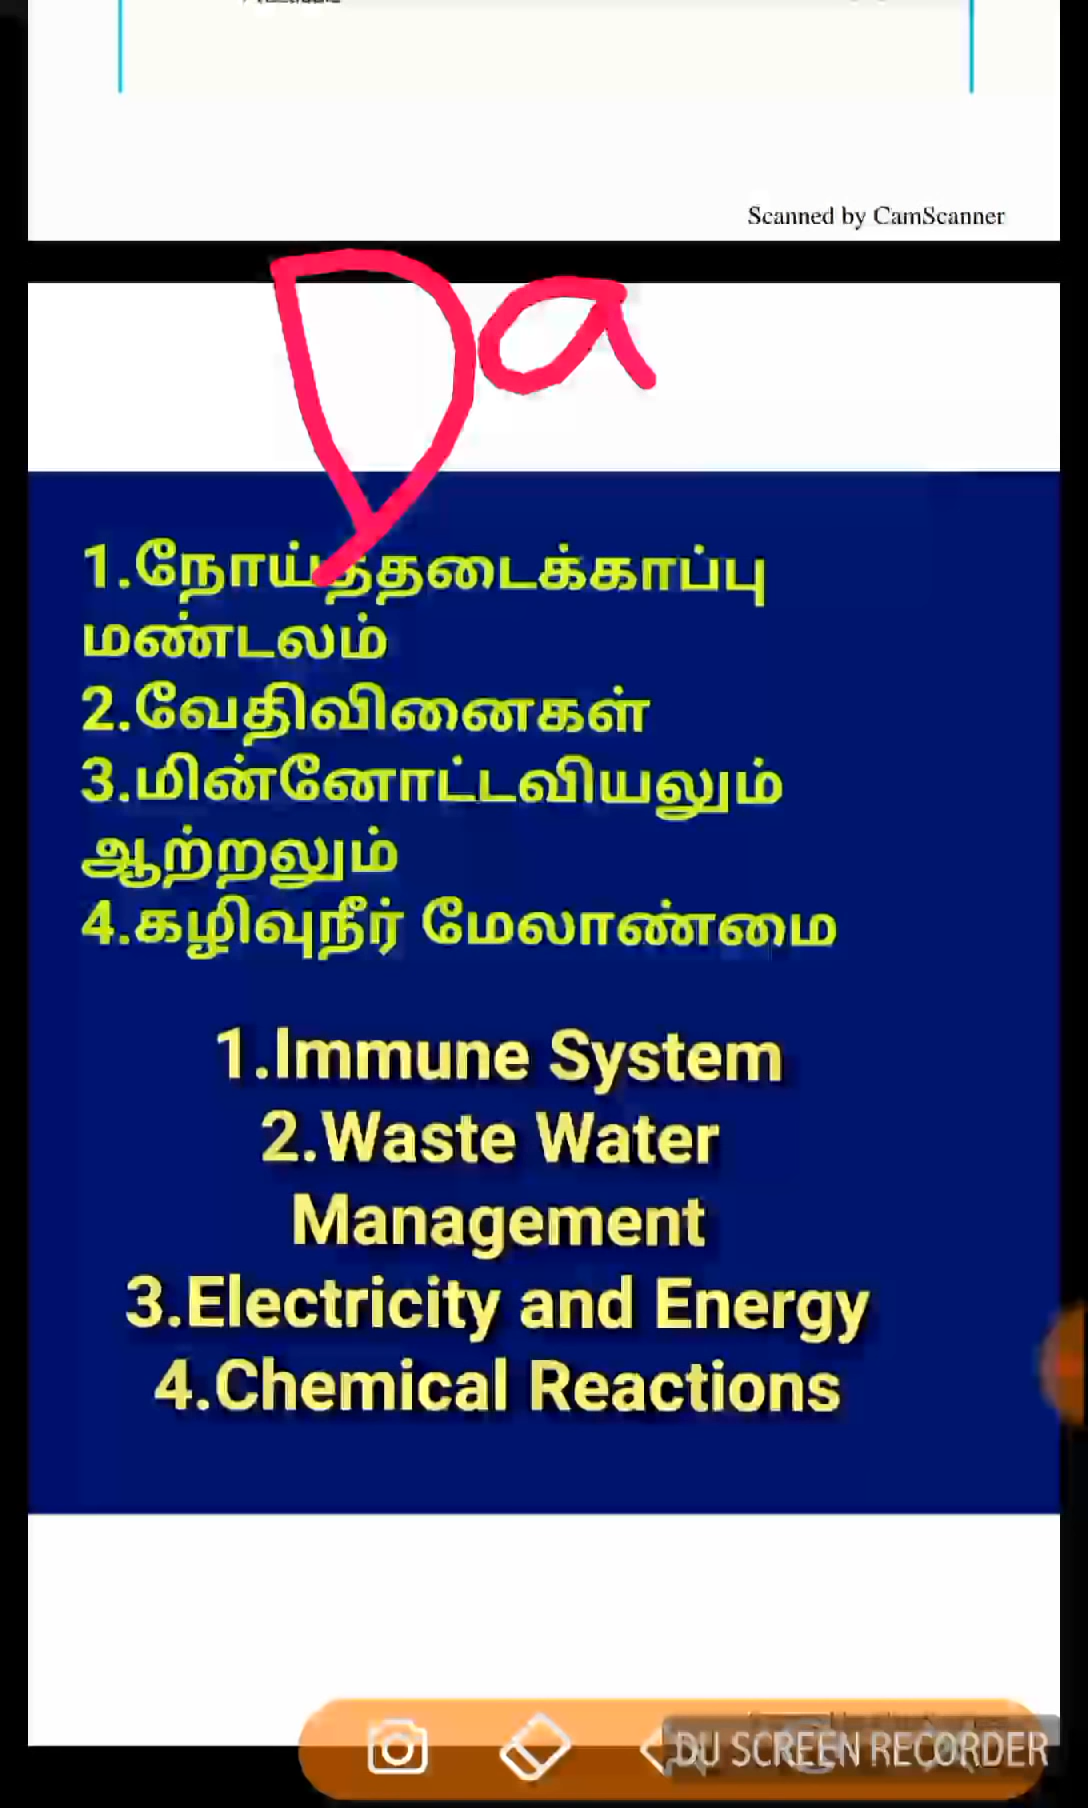 Scanned by CamScanner
Da
1.நோய்த்தடைக்காப்பு
மண்டலம்
2.வேதிவினைகள்
3.மின்னோட்டவியலும்
ஆற்றலும்
4.கழிவுநீர் மேலாண்மை
1.Immune System
2.Waste Water
Management
3.Electricity and Energy
4.Chemical Reactions
DU SCREEN RECORDER